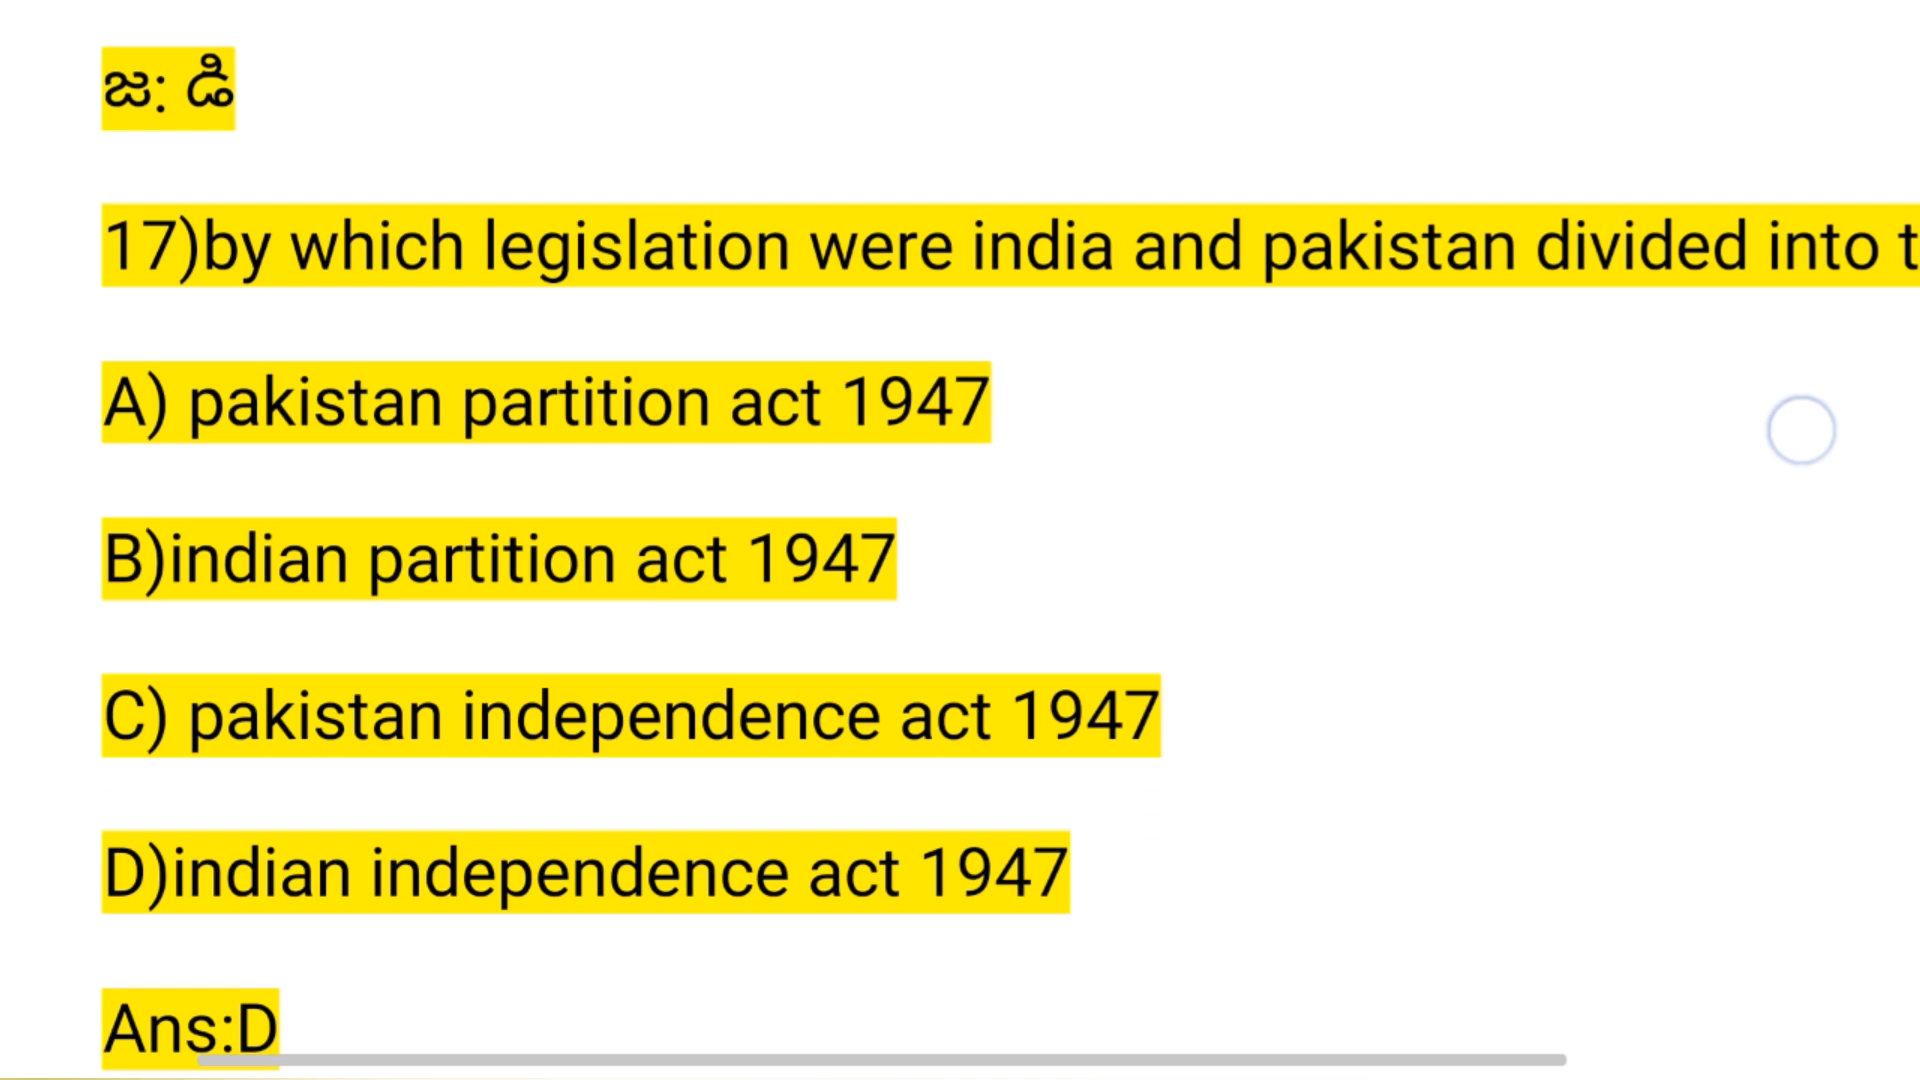 జ: డి
17)by which legislation were india and pakistan divided into
A) pakistan partition act 1947
B)indian partition act 1947
C) pakistan independence act 1947
D)indian independence act 1947
Ans:D